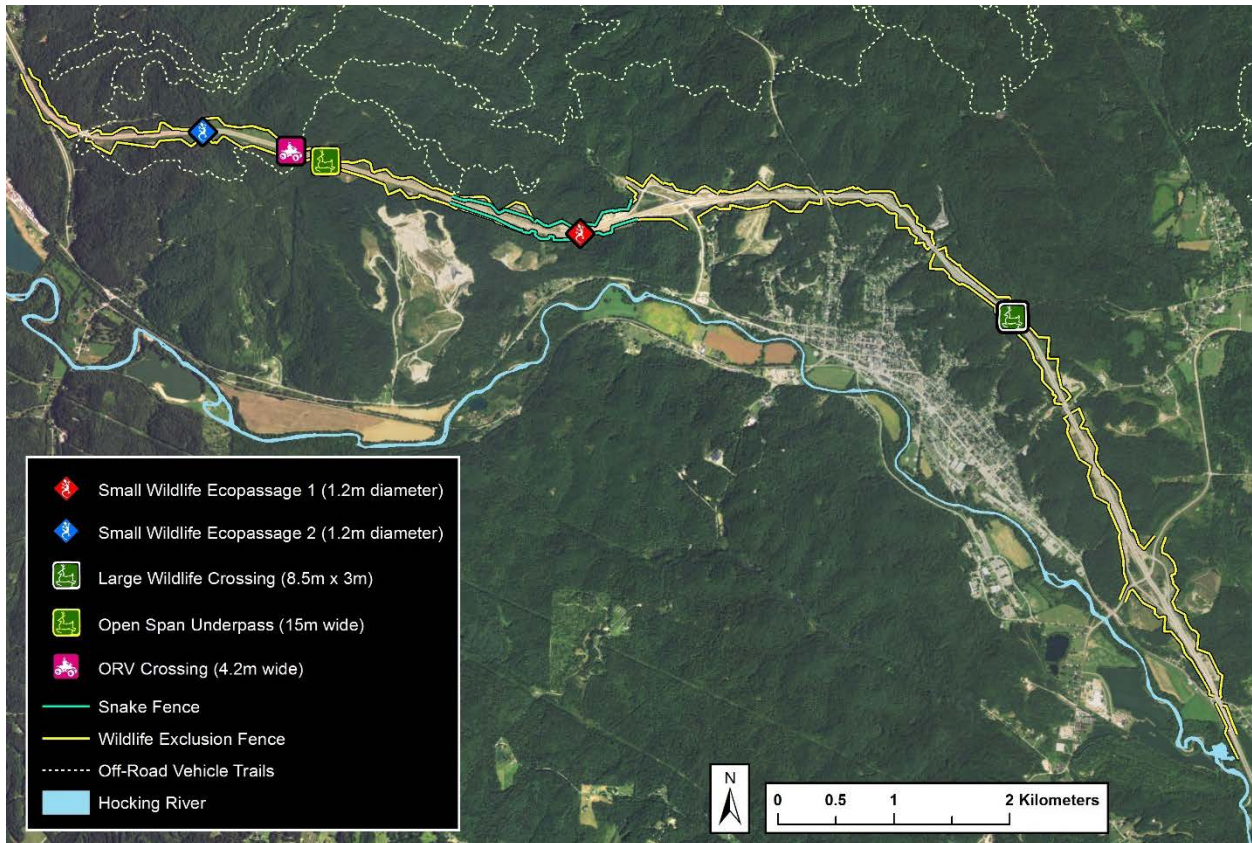 Small Wildlife Ecopassage 1 (1.2m diameter)
Small Wildlife Ecopassage 2 (1.2m diameter)
Large Wildlife Crossing (8.5m x 3m)
Open Span Underpass (15m wide)
ORV Crossing (4.2m wide)
Snake Fence
Wildlife Exclusion Fence
Off-Road Vehicle Trails
Hocking River
N
0 0.5 1 2 Kilometers